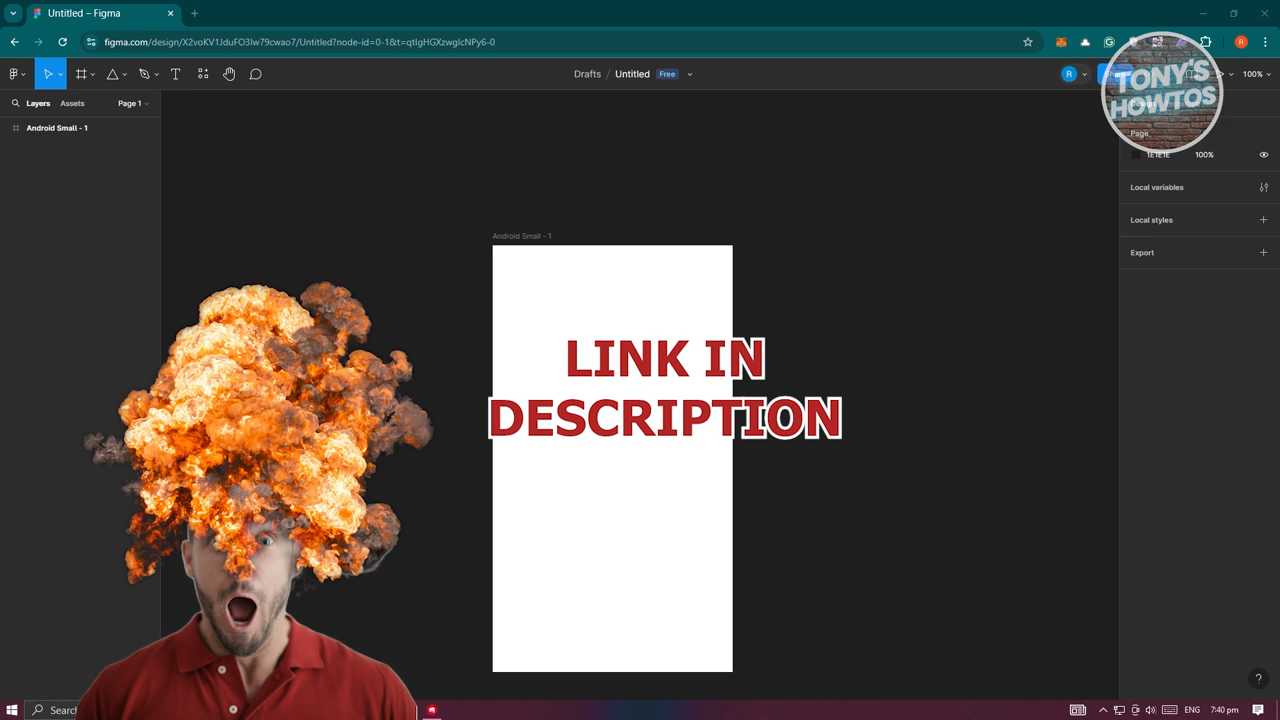 Untitled – Figma
figma.com/design/X2voKV1JduFO3lw79cwao7/Untitled?node-id=0-1&t=qtIgHGXzwglcNPy6-0
R
Drafts / Untitled Free
R
100%
TONY'S
HOWTOS
Layers Assets Page 1
Android Small - 1
Page
1E1E1E 100%
Local variables
Local styles
Export
Android Small - 1
LINK IN
DESCRIPTION
?
Search
ENG 7:40 pm